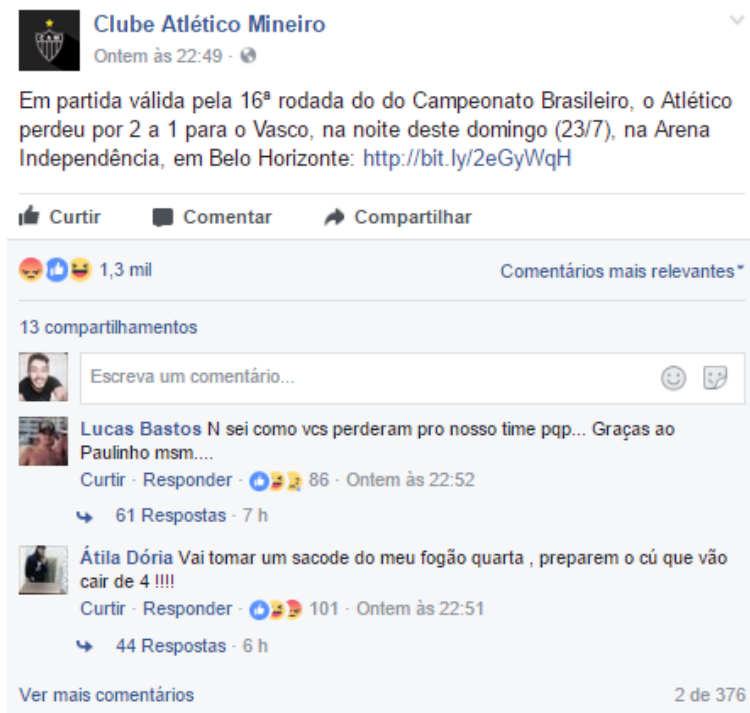 Clube Atlético Mineiro
Ontem às 22:49 ·
Em partida válida pela 16ª rodada do do Campeonato Brasileiro, o Atlético
perdeu por 2 a 1 para o Vasco, na noite deste domingo (23/7), na Arena
Independência, em Belo Horizonte: http://bit.ly/2eGyWqH
Curtir Comentar Compartilhar
1,3 mil Comentários mais relevantes
13 compartilhamentos
Escreva um comentário...
Lucas Bastos N sei como vcs perderam pro nosso time pqp... Graças ao
Paulinho msm....
Curtir · Responder · 86 · Ontem às 22:52
61 Respostas · 7 h
Átila Dória Vai tomar um sacode do meu fogão quarta , preparem o cú que vão
cair de 4 !!!!
Curtir · Responder · 101 · Ontem às 22:51
44 Respostas · 6 h
Ver mais comentários 2 de 376